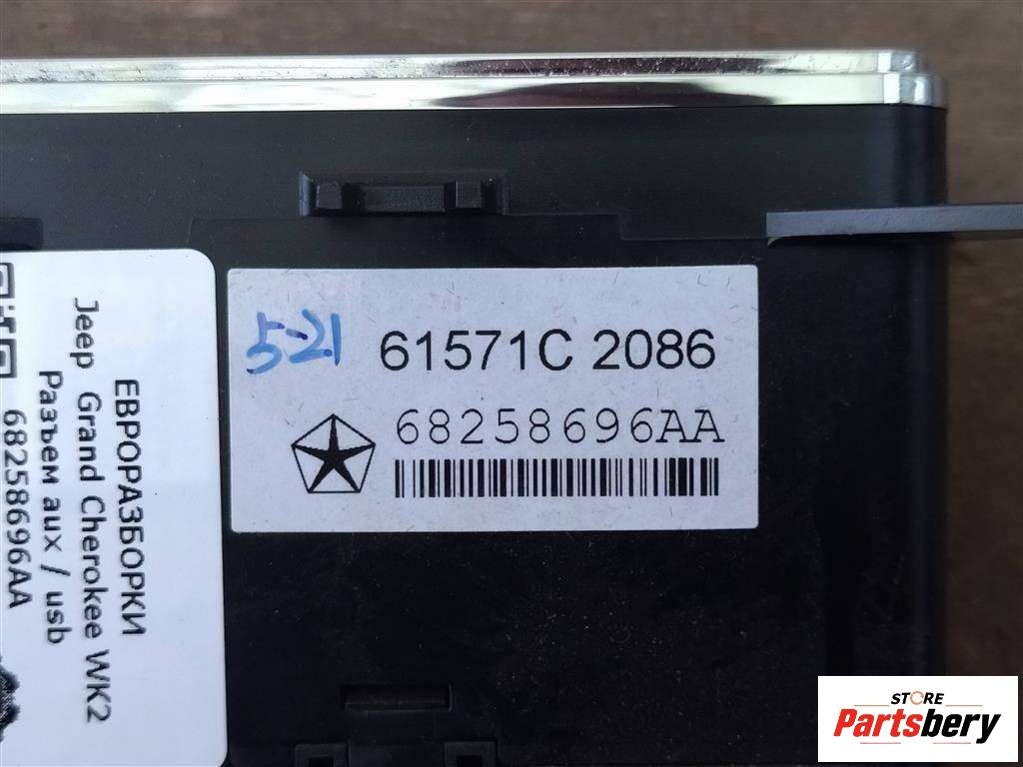 5-21 61571C 2086
68258696AA
ЕВРОРАЗБОРКИ
Jeep Grand Cherokee WK2
Разъем aux / usb
68258696AA
STORE
Partsbery